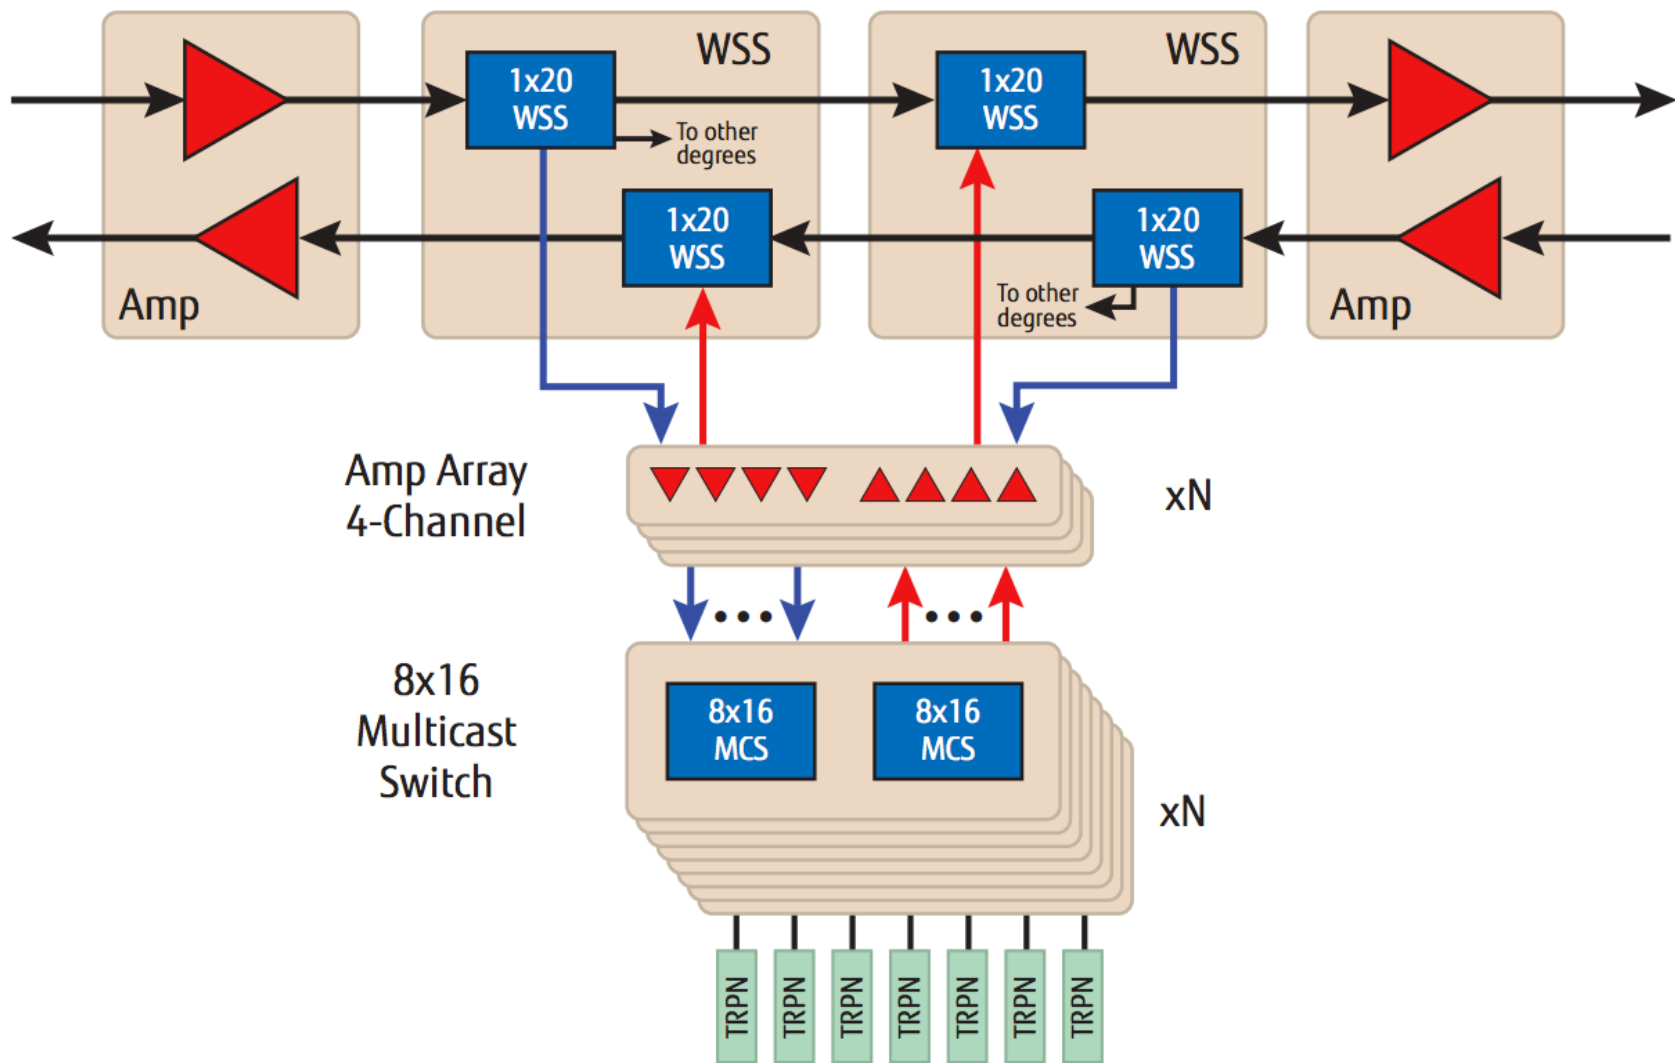 WSS
WSS
1x20
WSS
1x20
WSS
To other
degrees
1x20
WSS
1x20
WSS
To other
degrees
Amp
Amp
Amp Array
4-Channel
xN
8x16
Multicast
Switch
8x16
MCS
8x16
MCS
xN
TRPN
TRPN
TRPN
TRPN
TRPN
TRPN
TRPN